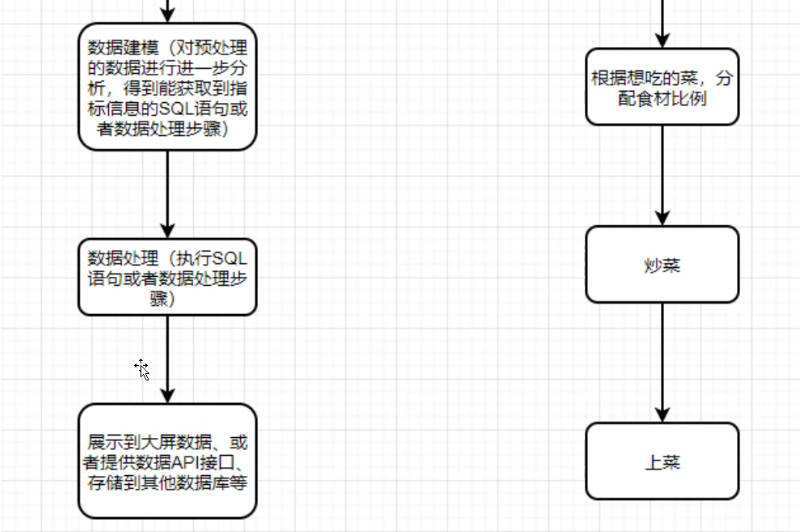 数据建模（对预处理
的数据进行进一步分
析，得到能获取到指
标信息的SQL语句或
者数据处理步骤）
数据处理（执行SQL
语句或者数据处理步
骤）
展示到大屏数据、或
者提供数据API接口、
存储到其他数据库等
根据想吃的菜，分
配食材比例
炒菜
上菜